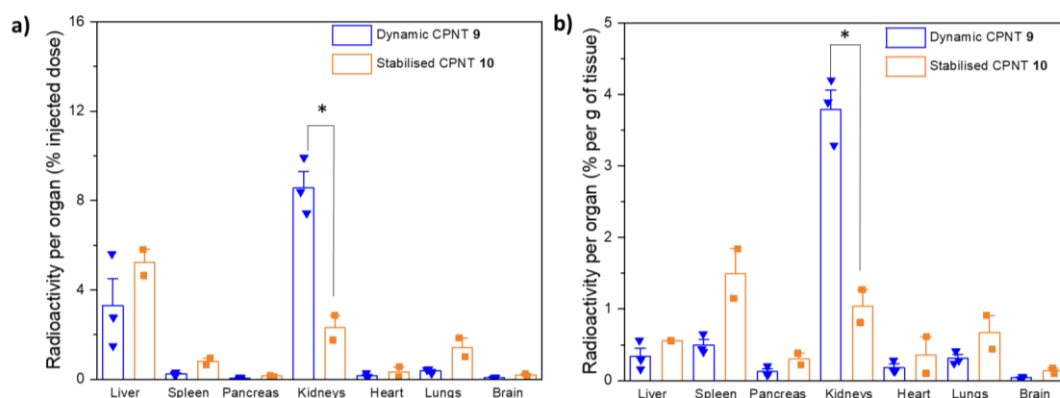 a)
Radioactivity per organ (% injected dose)
16
12
8
4
0
Dynamic CPNT 9
Stabilised CPNT 10
*
Liver Spleen Pancreas Kidneys Heart Lungs Brain
b)
Radioactivity per organ (% per g of tissue)
5
4
3
2
1
0
Dynamic CPNT 9
Stabilised CPNT 10
*
Liver Spleen Pancreas Kidneys Heart Lungs Brain